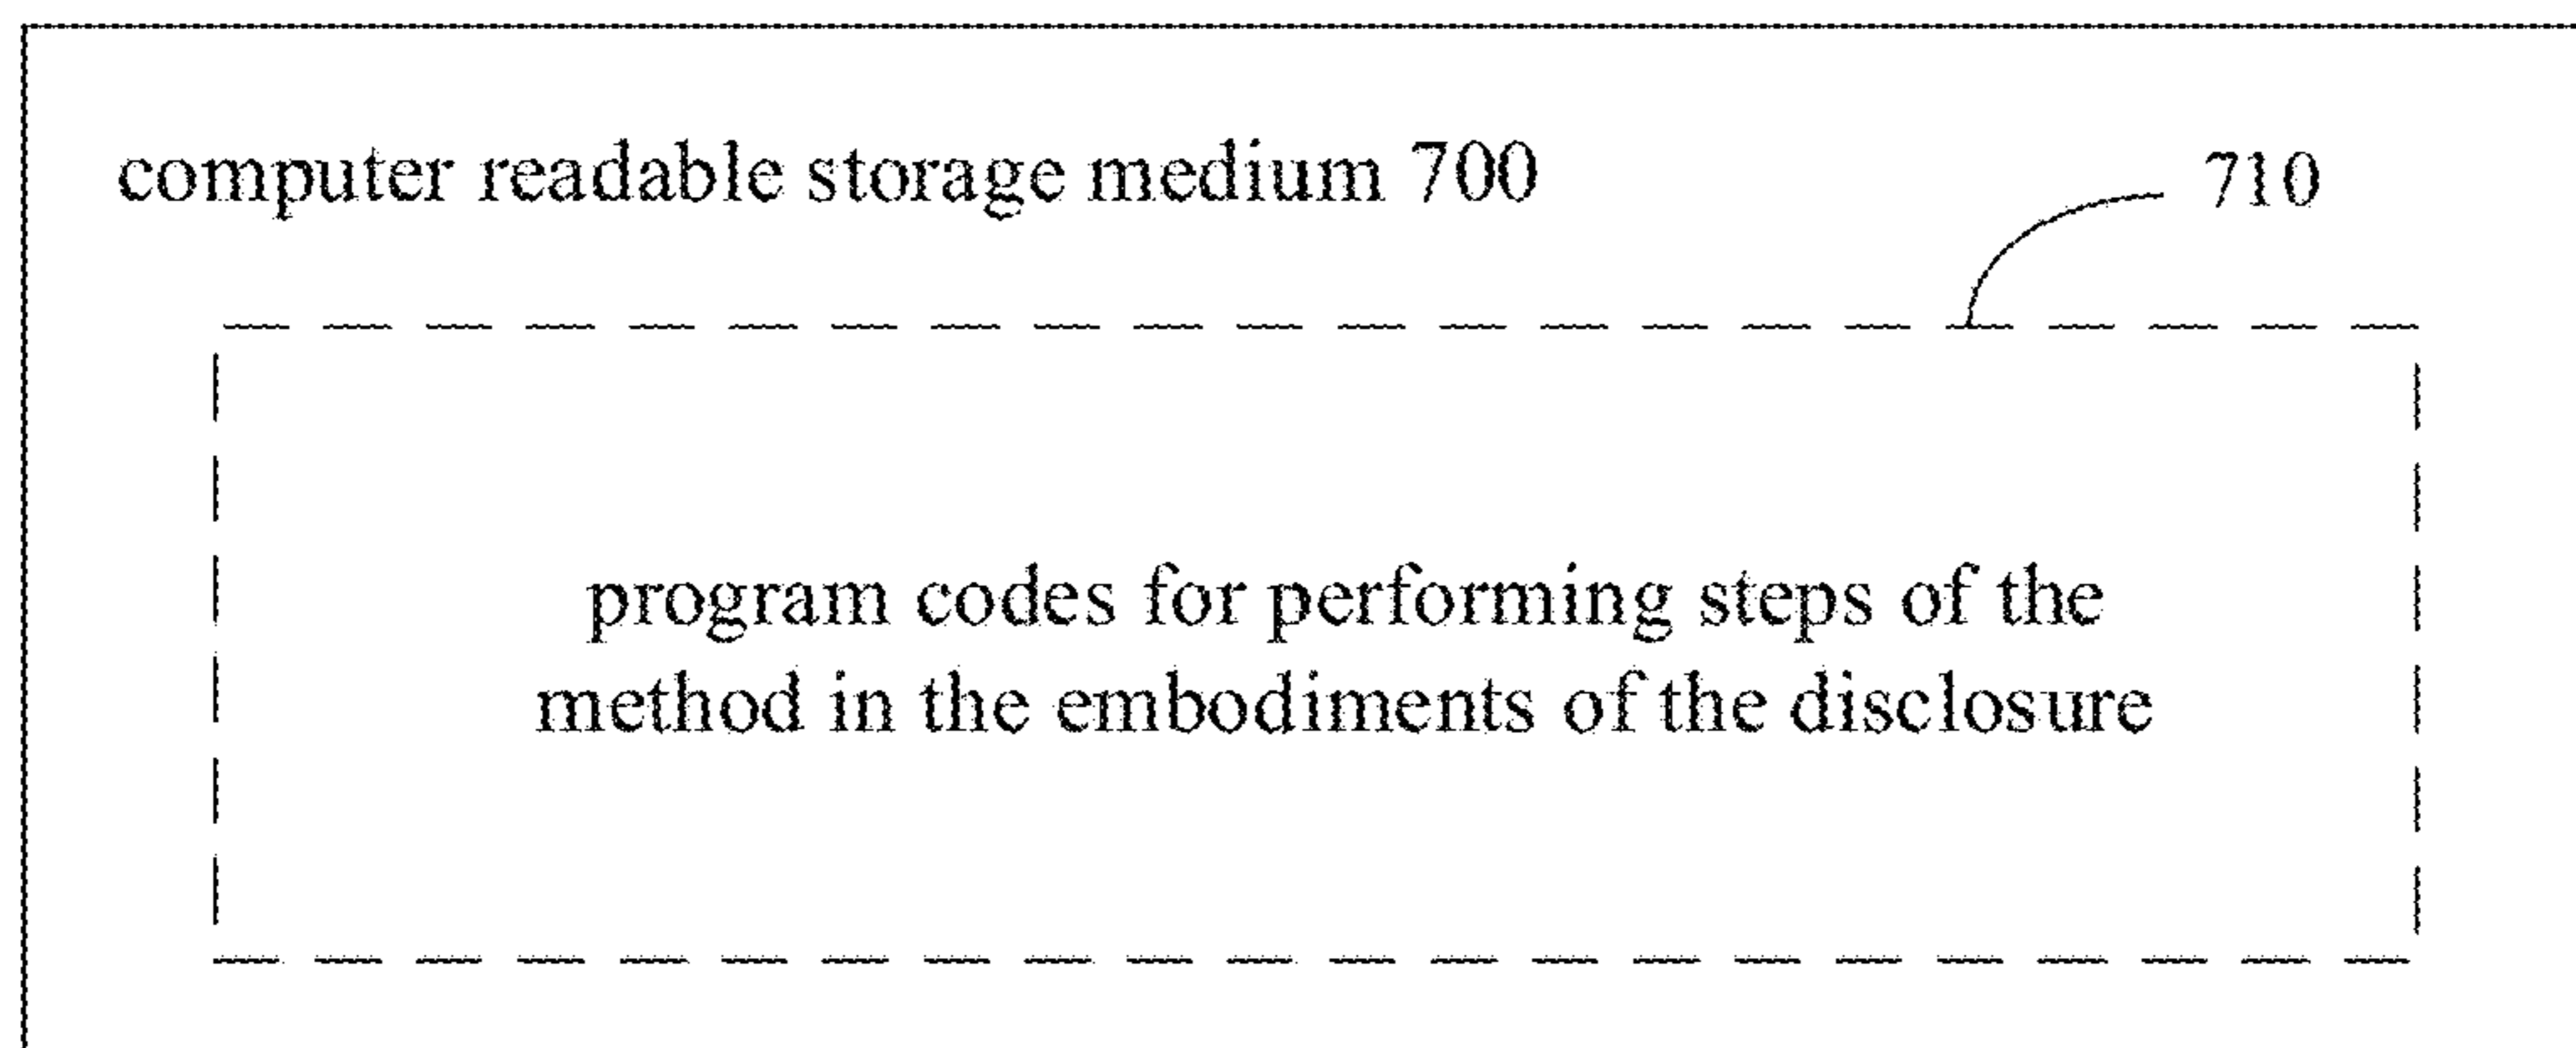 computer readable storage medium 700
710
program codes for performing steps of the
method in the embodiments of the disclosure